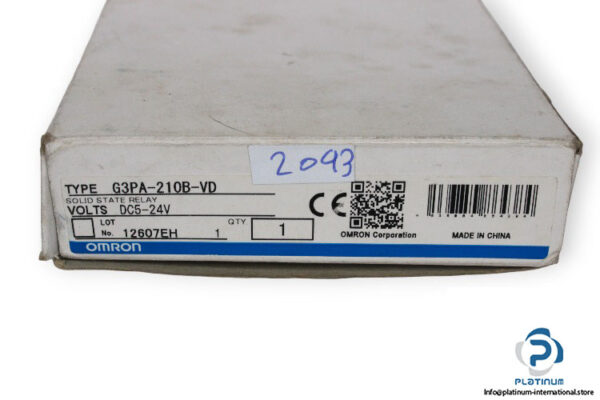 2093
TYPE G3PA-210B-VD
SOLID STATE RELAY
VOLTS DC5-24V
LOT
No. 12607EH 1
QTY
1
CE
OMRON Corporation
MADE IN CHINA
OMRON
PLATINUM
Info@platinum-international.store